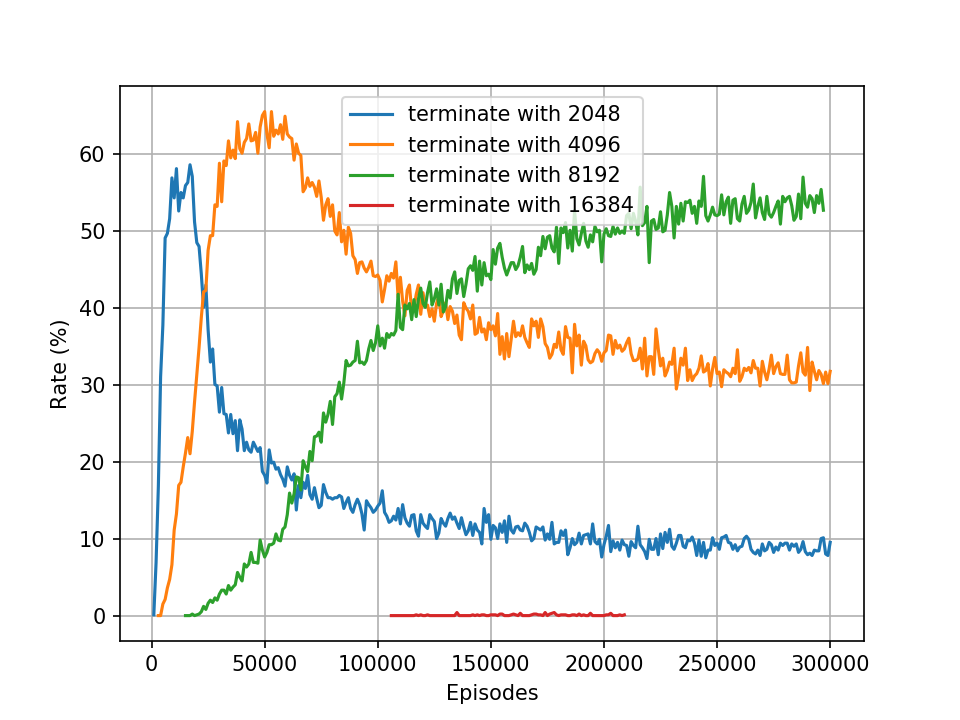 terminate with 2048
terminate with 4096
terminate with 8192
terminate with 16384
60
50
40
30
20
10
0
Rate (%)
0 50000 100000 150000 200000 250000 300000
Episodes